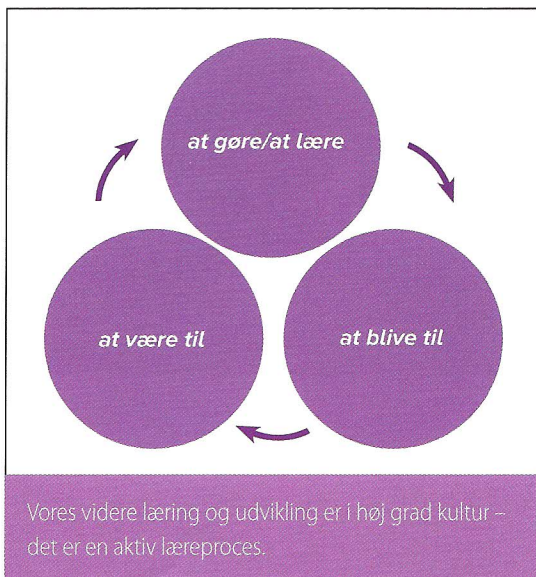 at gøre/at lære
at være til
at blive til
Vores videre læring og udvikling er i høj grad kultur –
det er en aktiv læreproces.